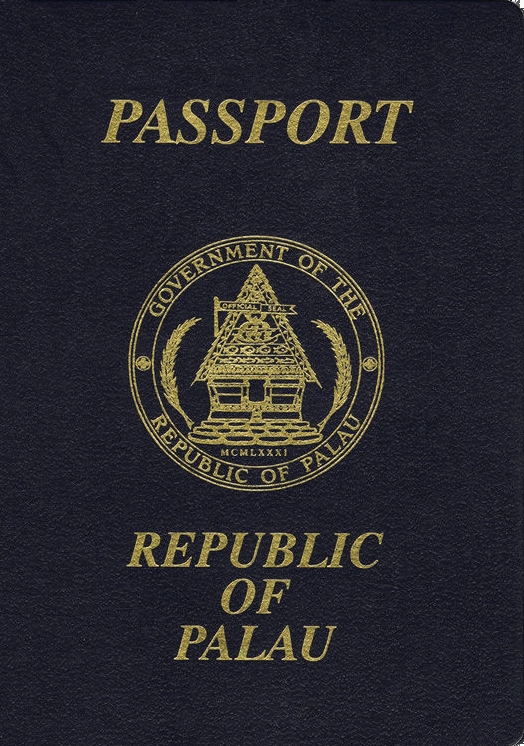 PASSPORT
GOVERNMENT OF THE
OFFICIAL SEAL
MCMLXXXI
REPUBLIC OF PALAU
REPUBLIC
OF
PALAU